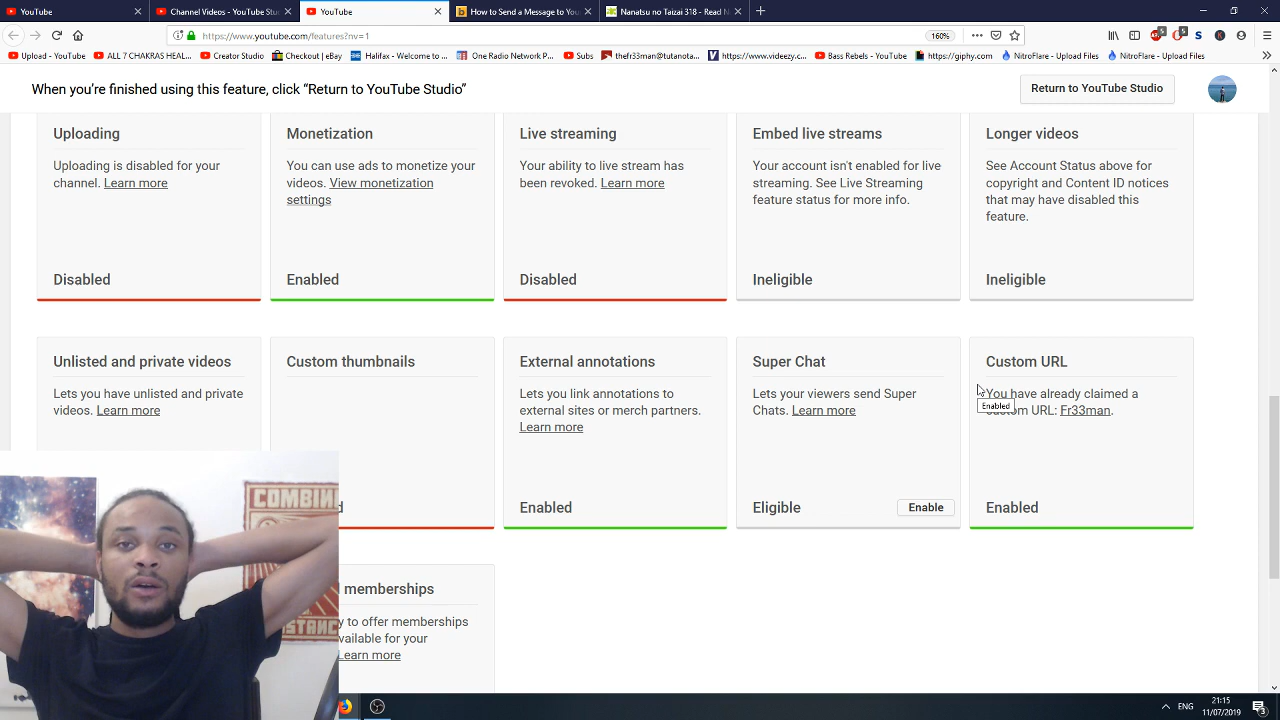 YouTube
Channel Videos - YouTube Stu
YouTube
How to Send a Message to You
Nanatsu no Taizai 318 - Read N
https://www.youtube.com/features?nv=1
160%
Upload - YouTube
ALL 7 CHAKRAS HEAL...
Creator Studio
Checkout | eBay
Halifax - Welcome to ...
One Radio Network P...
Subs
thefr33man@tutanota...
https://www.videezy.c...
Bass Rebels - YouTube
https://giphy.com/
NitroFlare - Upload Files
NitroFlare - Upload Files
When you're finished using this feature, click “Return to YouTube Studio”
Return to YouTube Studio
Uploading
Uploading is disabled for your
channel. Learn more
Disabled
Monetization
You can use ads to monetize your
videos. View monetization
settings
Enabled
Live streaming
Your ability to live stream has
been revoked. Learn more
Disabled
Embed live streams
Your account isn't enabled for live
streaming. See Live Streaming
feature status for more info.
Ineligible
Longer videos
See Account Status above for
copyright and Content ID notices
that may have disabled this
feature.
Ineligible
Unlisted and private videos
Lets you have unlisted and private
videos. Learn more
Custom thumbnails
d
External annotations
Lets you link annotations to
external sites or merch partners.
Learn more
Enabled
Super Chat
Lets your viewers send Super
Chats. Learn more
Eligible
Enable
Custom URL
You have already claimed a
custom URL: Fr33man.
Enabled
Enabled
memberships
y to offer memberships
vailable for your
Learn more
COMBIN
ISTANC
ENG
21:15
11/07/2019
3